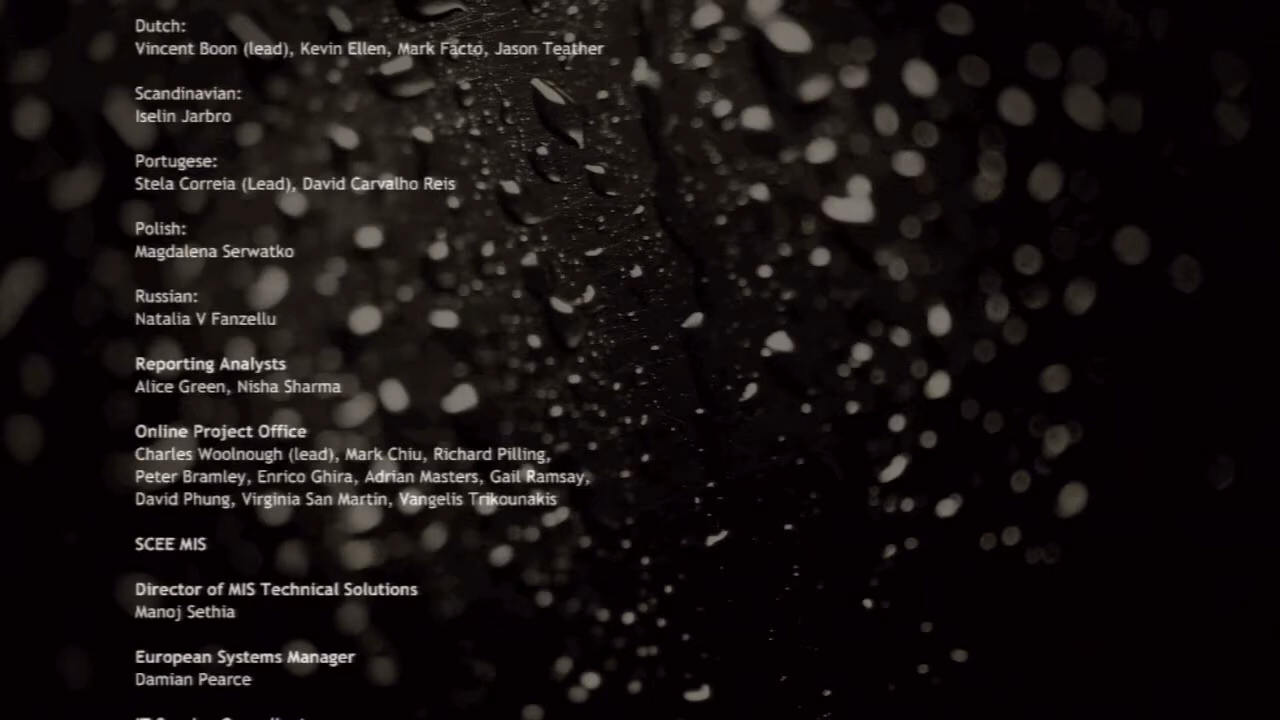 Dutch:
Vincent Boon (lead), Kevin Ellen, Mark Facto, Jason Teather
Scandinavian:
Iselin Jarbro
Portugese:
Stela Correia (Lead), David Carvalho Reis
Polish:
Magdalena Serwatko
Russian:
Natalia V Fanzellu
Reporting Analysts
Alice Green, Nisha Sharma
Online Project Office
Charles Woolnough (lead), Mark Chiu, Richard Pilling,
Peter Bramley, Enrico Ghira, Adrian Masters, Gail Ramsay,
David Phung, Virginia San Martin, Vangelis Trikounakis
SCEE MIS
Director of MIS Technical Solutions
Manoj Sethia
European Systems Manager
Damian Pearce